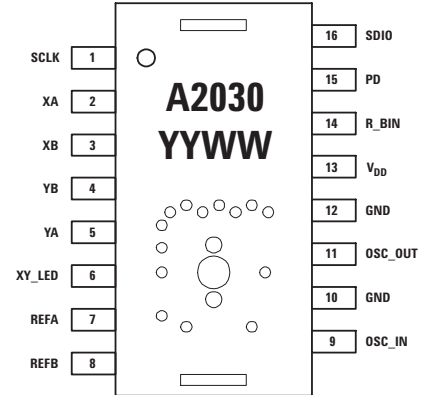 SCLK 1
XA 2
XB 3
YB 4
YA 5
XY_LED 6
REFA 7
REFB 8
A2030
YYWW
16 SDIO
15 PD
14 R_BIN
13 VDD
12 GND
11 OSC_OUT
10 GND
9 OSC_IN